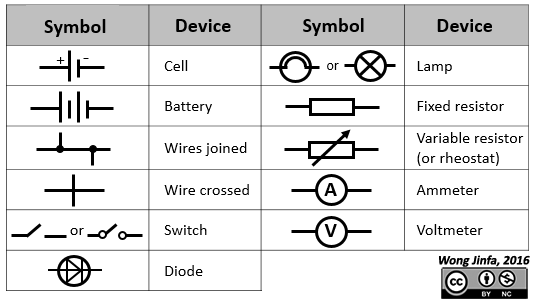 Symbol Device Symbol Device
+ - Cell or Lamp
Battery Fixed resistor
Wires joined Variable resistor
(or rheostat)
Wire crossed A Ammeter
or Switch V Voltmeter
Diode
Wong Jinfa, 2016
cc
BY NC